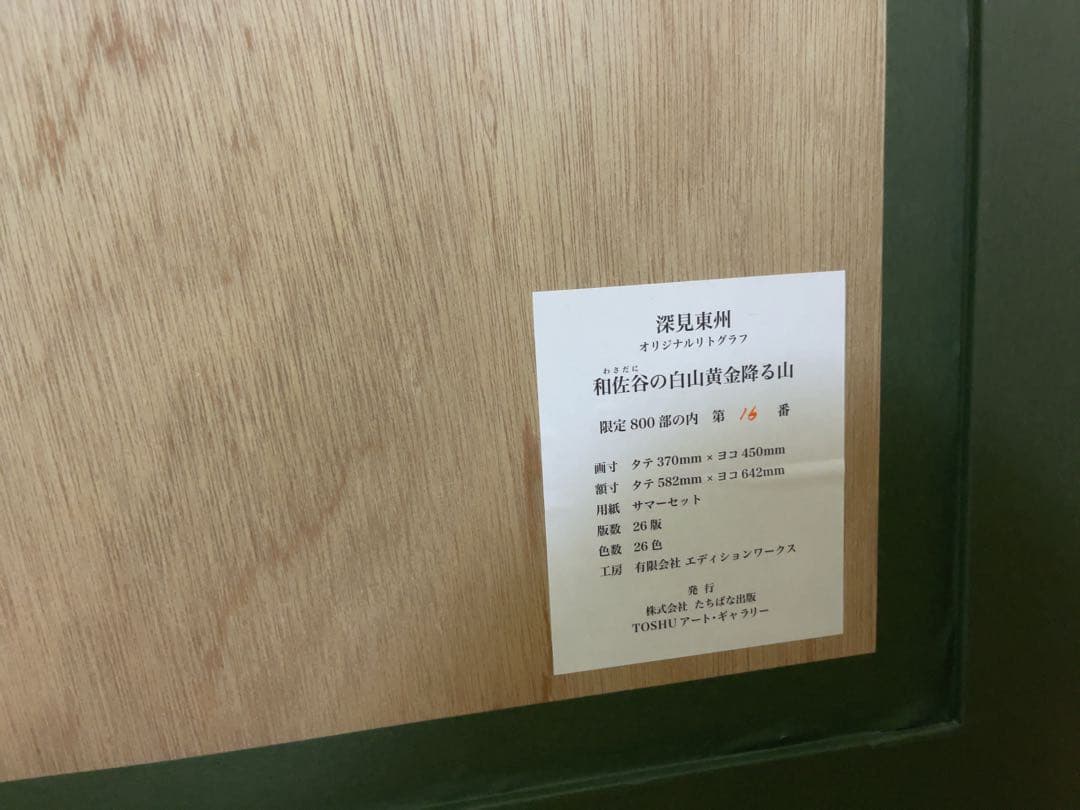 深見東州
オリジナルリトグラフ
わさだに
和佐谷の白山黄金降る山
限定 800 部の内 第 16 番
画寸 タテ 370mm × ヨコ 450mm
額寸 タテ 582mm × ヨコ 642mm
用紙 サマーセット
版数 26 版
色数 26 色
工房 有限会社 エディションワークス
発 行
株式会社 たちばな出版
TOSHU アート・ギャラリー